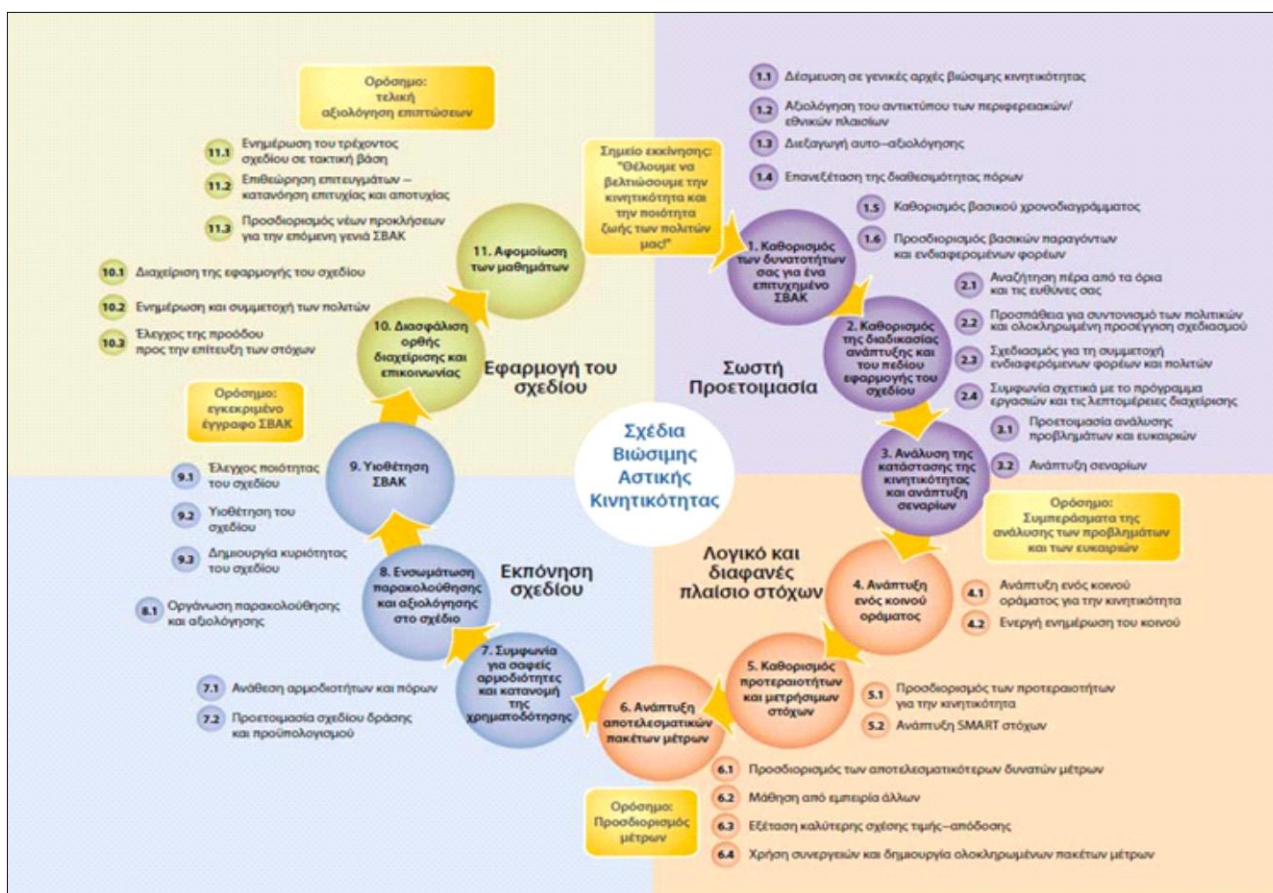 Ορόσημο:
τελική
αξιολόγηση επιπτώσεων
11.1 Ενημέρωση του τρέχοντος
σχεδίου σε τακτική βάση
11.2 Επιθεώρηση επιτευγμάτων –
κατανόηση επιτυχίας και αποτυχίας
11.3 Προσδιορισμός νέων προκλήσεων
για την επόμενη γενιά ΣΒΑΚ
11. Αφομοίωση
των μαθημάτων
10.1 Διαχείριση της εφαρμογής του σχεδίου
10.2 Ενημέρωση και συμμετοχή των πολιτών
10.3 Έλεγχος της προόδου
προς την επίτευξη των στόχων
10. Διασφάλιση
ορθής
διαχείρισης και
επικοινωνίας
Εφαρμογή του
σχεδίου
Σημείο εκκίνησης:
"Θέλουμε να
βελτιώσουμε την
κινητικότητα και
την ποιότητα
ζωής των πολιτών
μας!"
1.1 Δέσμευση σε γενικές αρχές βιώσιμης κινητικότητας
1.2 Αξιολόγηση του αντικτύπου των περιφερειακών/
εθνικών πλαισίων
1.3 Διεξαγωγή αυτο–αξιολόγησης
1.4 Επανεξέταση της διαθεσιμότητας πόρων
1.5 Καθορισμός βασικού χρονοδιαγράμματος
1.6 Προσδιορισμός βασικών παραγόντων
και ενδιαφερομένων φορέων
1. Καθορισμός
των δυνατοτήτων
σας για ένα
επιτυχημένο
ΣΒΑΚ
2.1 Αναζήτηση πέρα από τα όρια
και τις ευθύνες σας
2.2 Προσπάθεια για συντονισμό των πολιτικών
και ολοκληρωμένη προσέγγιση σχεδιασμού
2.3 Σχεδιασμός για τη συμμετοχή
ενδιαφερόμενων φορέων και πολιτών
2.4 Συμφωνία σχετικά με το πρόγραμμα
εργασιών και τις λεπτομέρειες διαχείρισης
2. Καθορισμός
της διαδικασίας
ανάπτυξης και
του πεδίου
εφαρμογής του
σχεδίου
Σωστή
Προετοιμασία
3.1 Προετοιμασία ανάλυσης
προβλημάτων και ευκαιριών
3.2 Ανάπτυξη σεναρίων
3. Ανάλυση της
κατάστασης της
κινητικότητας
και ανάπτυξη
σεναρίων
Ορόσημο:
Συμπεράσματα της
ανάλυσης των προβλημάτων
και των ευκαιριών
Σχέδια
Βιώσιμης
Αστικής
Κινητικότητας
Ορόσημο:
εγκεκριμένο
έγγραφο ΣΒΑΚ
9. Υιοθέτηση
ΣΒΑΚ
9.1 Έλεγχος ποιότητας
του σχεδίου
9.2 Υιοθέτηση του
σχεδίου
9.3 Δημιουργία κυριότητας
του σχεδίου
Εκπόνηση
σχεδίου
8. Ενσωμάτωση
παρακολούθησης
και αξιολόγησης
στο σχέδιο
8.1 Οργάνωση παρακολούθησης
και αξιολόγησης
7. Συμφωνία
για σαφείς
αρμοδιότητες
και κατανομή
της
χρηματοδότησης
7.1 Ανάθεση αρμοδιοτήτων και πόρων
7.2 Προετοιμασία σχεδίου δράσης
και προϋπολογισμού
Λογικό και
διαφανές
πλαίσιο στόχων
4. Ανάπτυξη
ενός κοινού
οράματος
4.1 Ανάπτυξη ενός κοινού
οράματος για την κινητικότητα
4.2 Ενεργή ενημέρωση του κοινού
5. Καθορισμός
προτεραιοτήτων
και μετρήσιμων
στόχων
5.1 Προσδιορισμός των προτεραιοτήτων
για την κινητικότητα
5.2 Ανάπτυξη SMART στόχων
6. Ανάπτυξη
αποτελεσματικών
πακέτων μέτρων
Ορόσημο:
Προσδιορισμός
μέτρων
6.1 Προσδιορισμός των αποτελεσματικότερων δυνατών μέτρων
6.2 Μάθηση από εμπειρία άλλων
6.3 Εξέταση καλύτερης σχέσης τιμής–απόδοσης
6.4 Χρήση συνεργειών και δημιουργία ολοκληρωμένων πακέτων μέτρων